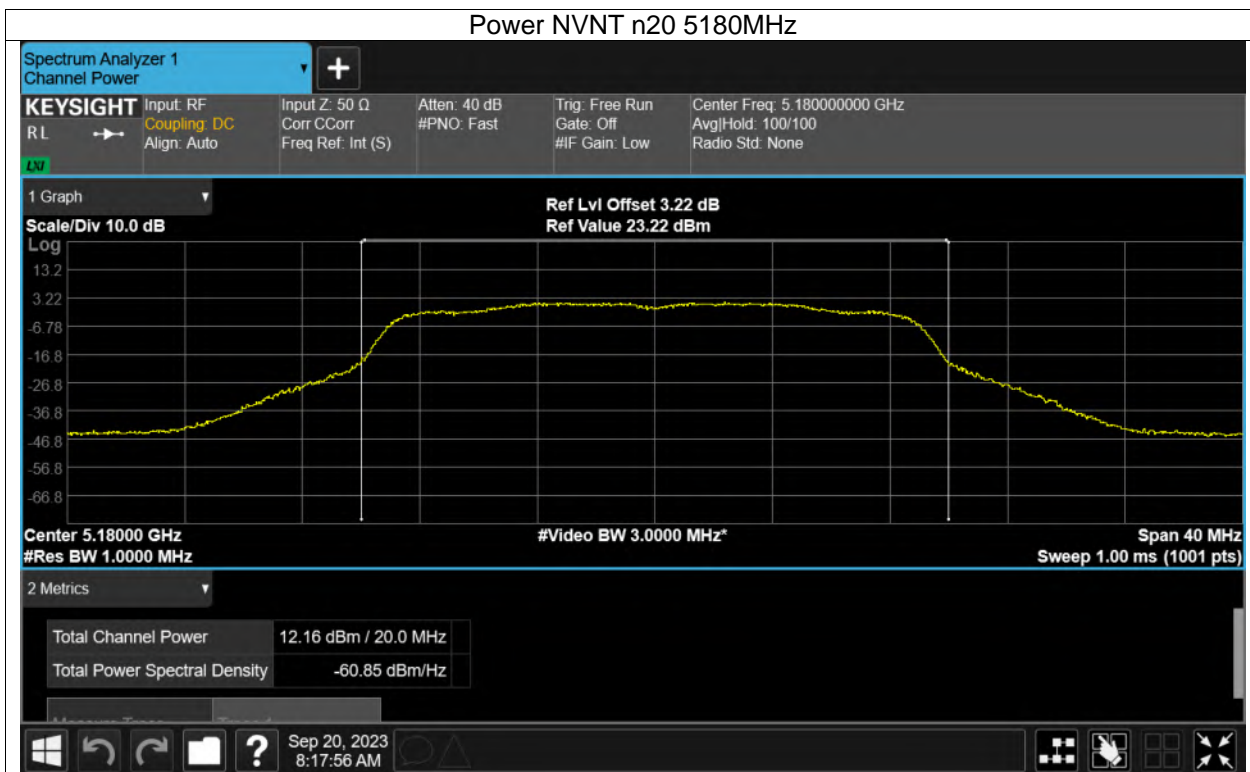 Power NVNT n20 5180MHz
Spectrum Analyzer 1
Channel Power
+
KEYSIGHT
RL
LXI
Input: RF
Coupling: DC
Align: Auto
Input Z: 50 Ω
Corr CCorr
Freq Ref: Int (S)
Atten: 40 dB
#PNO: Fast
Trig: Free Run
Gate: Off
#IF Gain: Low
Center Freq: 5.180000000 GHz
Avg|Hold: 100/100
Radio Std: None
1 Graph
Scale/Div 10.0 dB
Ref Lvl Offset 3.22 dB
Ref Value 23.22 dBm
Log
13.2
3.22
-6.78
-16.8
-26.8
-36.8
-46.8
-56.8
-66.8
Center 5.18000 GHz
#Res BW 1.0000 MHz
#Video BW 3.0000 MHz*
Span 40 MHz
Sweep 1.00 ms (1001 pts)
2 Metrics
Total Channel Power 12.16 dBm / 20.0 MHz
Total Power Spectral Density -60.85 dBm/Hz
?
Sep 20, 2023
8:17:56 AM